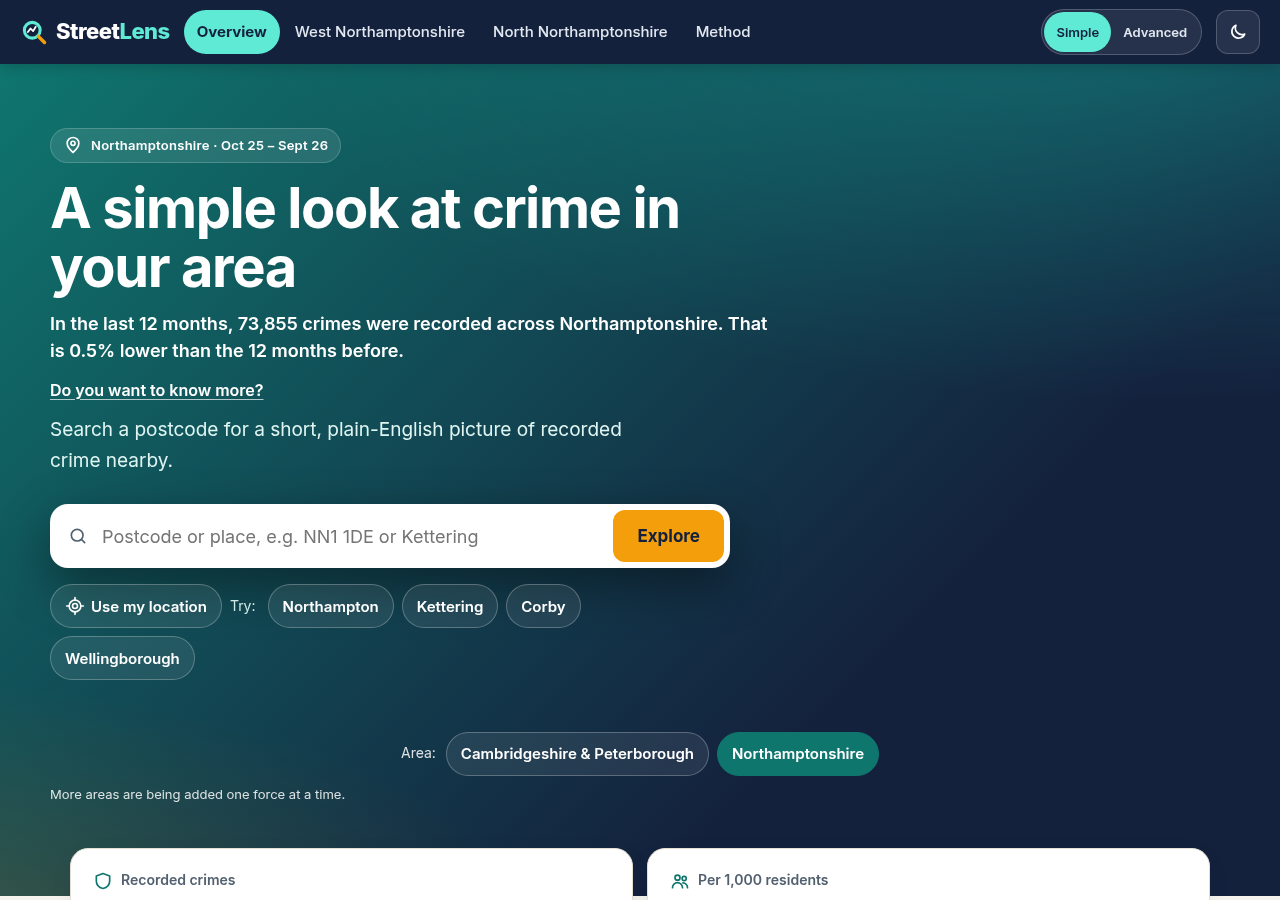 StreetLens Overview West Northamptonshire North Northamptonshire Method Simple Advanced
Northamptonshire · Oct 25 – Sept 26
A simple look at crime in
your area
In the last 12 months, 73,855 crimes were recorded across Northamptonshire. That
is 0.5% lower than the 12 months before.
Do you want to know more?
Search a postcode for a short, plain-English picture of recorded
crime nearby.
Postcode or place, e.g. NN1 1DE or Kettering Explore
Use my location Try: Northampton Kettering Corby
Wellingborough
Area: Cambridgeshire & Peterborough Northamptonshire
More areas are being added one force at a time.
Recorded crimes Per 1,000 residents